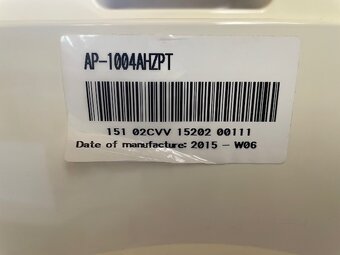 AP-1004AHZPT
151 02CVV 15202 00111
Date of manufacture: 2015 - W06